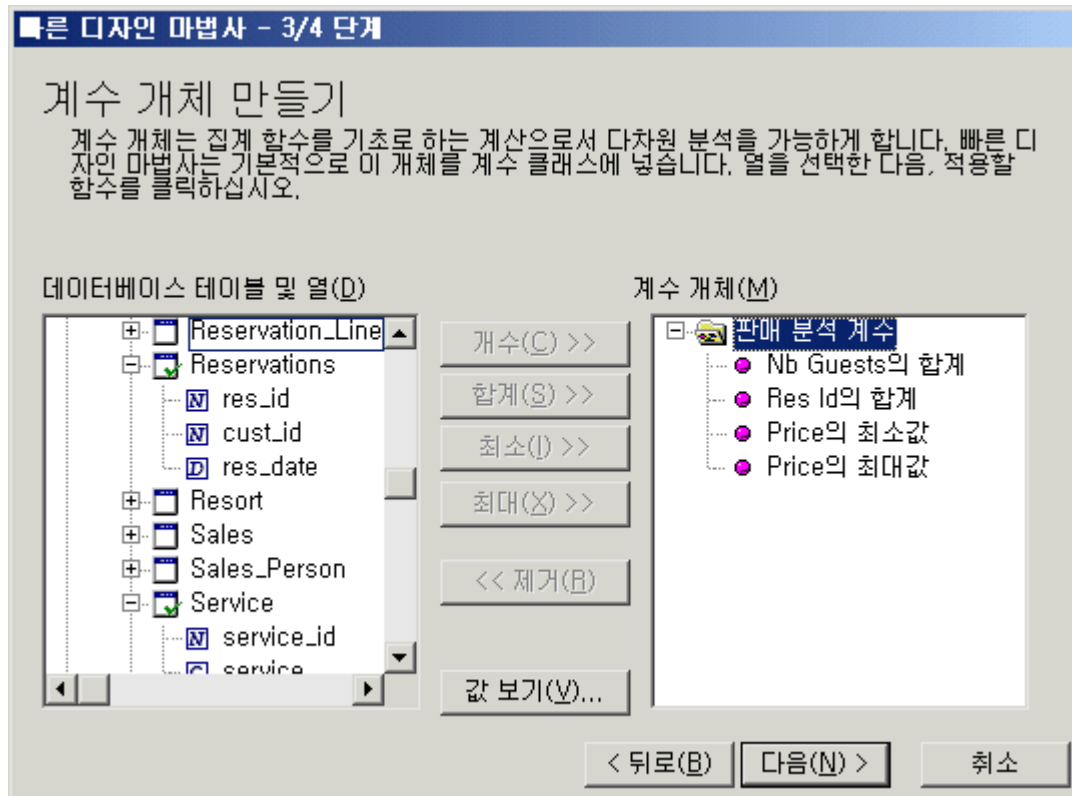 빠른 디자인 마법사 - 3/4 단계
계수 개체 만들기
계수 개체는 집계 함수를 기초로 하는 계산으로서 다차원 분석을 가능하게 합니다. 빠른 디
자인 마법사는 기본적으로 이 개체를 계수 클래스에 넣습니다. 열을 선택한 다음, 적용할
함수를 클릭하십시오.
데이터베이스 테이블 및 열(D)
Reservation_Line
Reservations
N res_id
N cust_id
D res_date
Resort
Sales
Sales_Person
Service
N service_id
C service
개수(C) >>
합계(S) >>
최소(I) >>
최대(X) >>
<< 제거(R)
값 보기(V)...
계수 개체(M)
판매 분석 계수
Nb Guests의 합계
Res Id의 합계
Price의 최소값
Price의 최대값
< 뒤로(B)
다음(N) >
취소